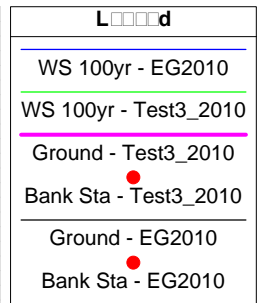 WS 100yr - EG2010
WS 100yr - Test3_2010
Ground - Test3_2010
Bank Sta - Test3_2010
Ground - EG2010
Bank Sta - EG2010